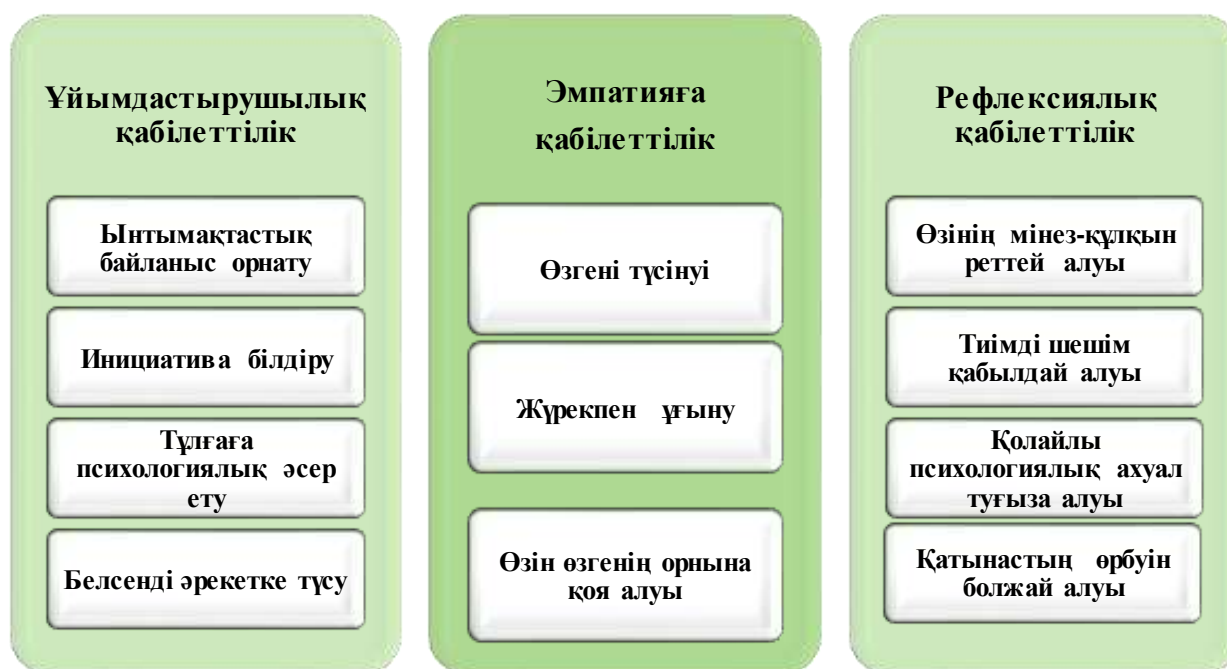 Ұйымдастырушылық
қабілеттілік
Ынтымақтастық
байланыс орнату
Инициатива білдіру
Тұлғаға
психологиялық әсер
ету
Белсенді әрекетке түсу
Эмпатияға
қабілеттілік
Өзгені түсінуі
Жүрекпен ұғыну
Өзін өзгенің орнына
қоя алуы
Рефлексиялық
қабілеттілік
Өзінің мінез-құлқын
реттей алуы
Тиімді шешім
қабылдай алуы
Қолайлы
психологиялық ахуал
туғыза алуы
Қатынастың өрбуін
болжай алуы